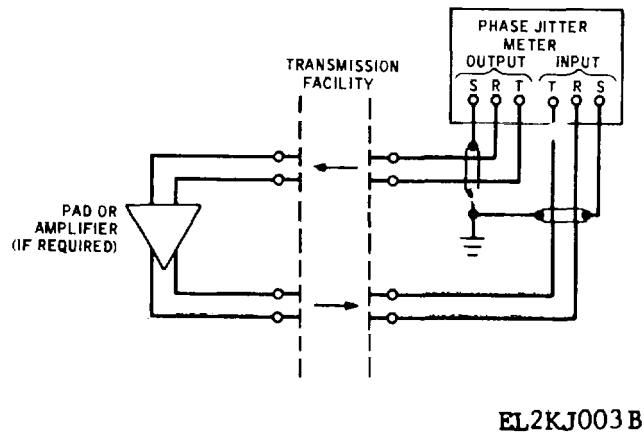 PHASE JITTER
METER
OUTPUT INPUT
S R T T R S
TRANSMISSION
FACILITY
PAD OR
AMPLIFIER
(IF REQUIRED)
EL2KJ003B